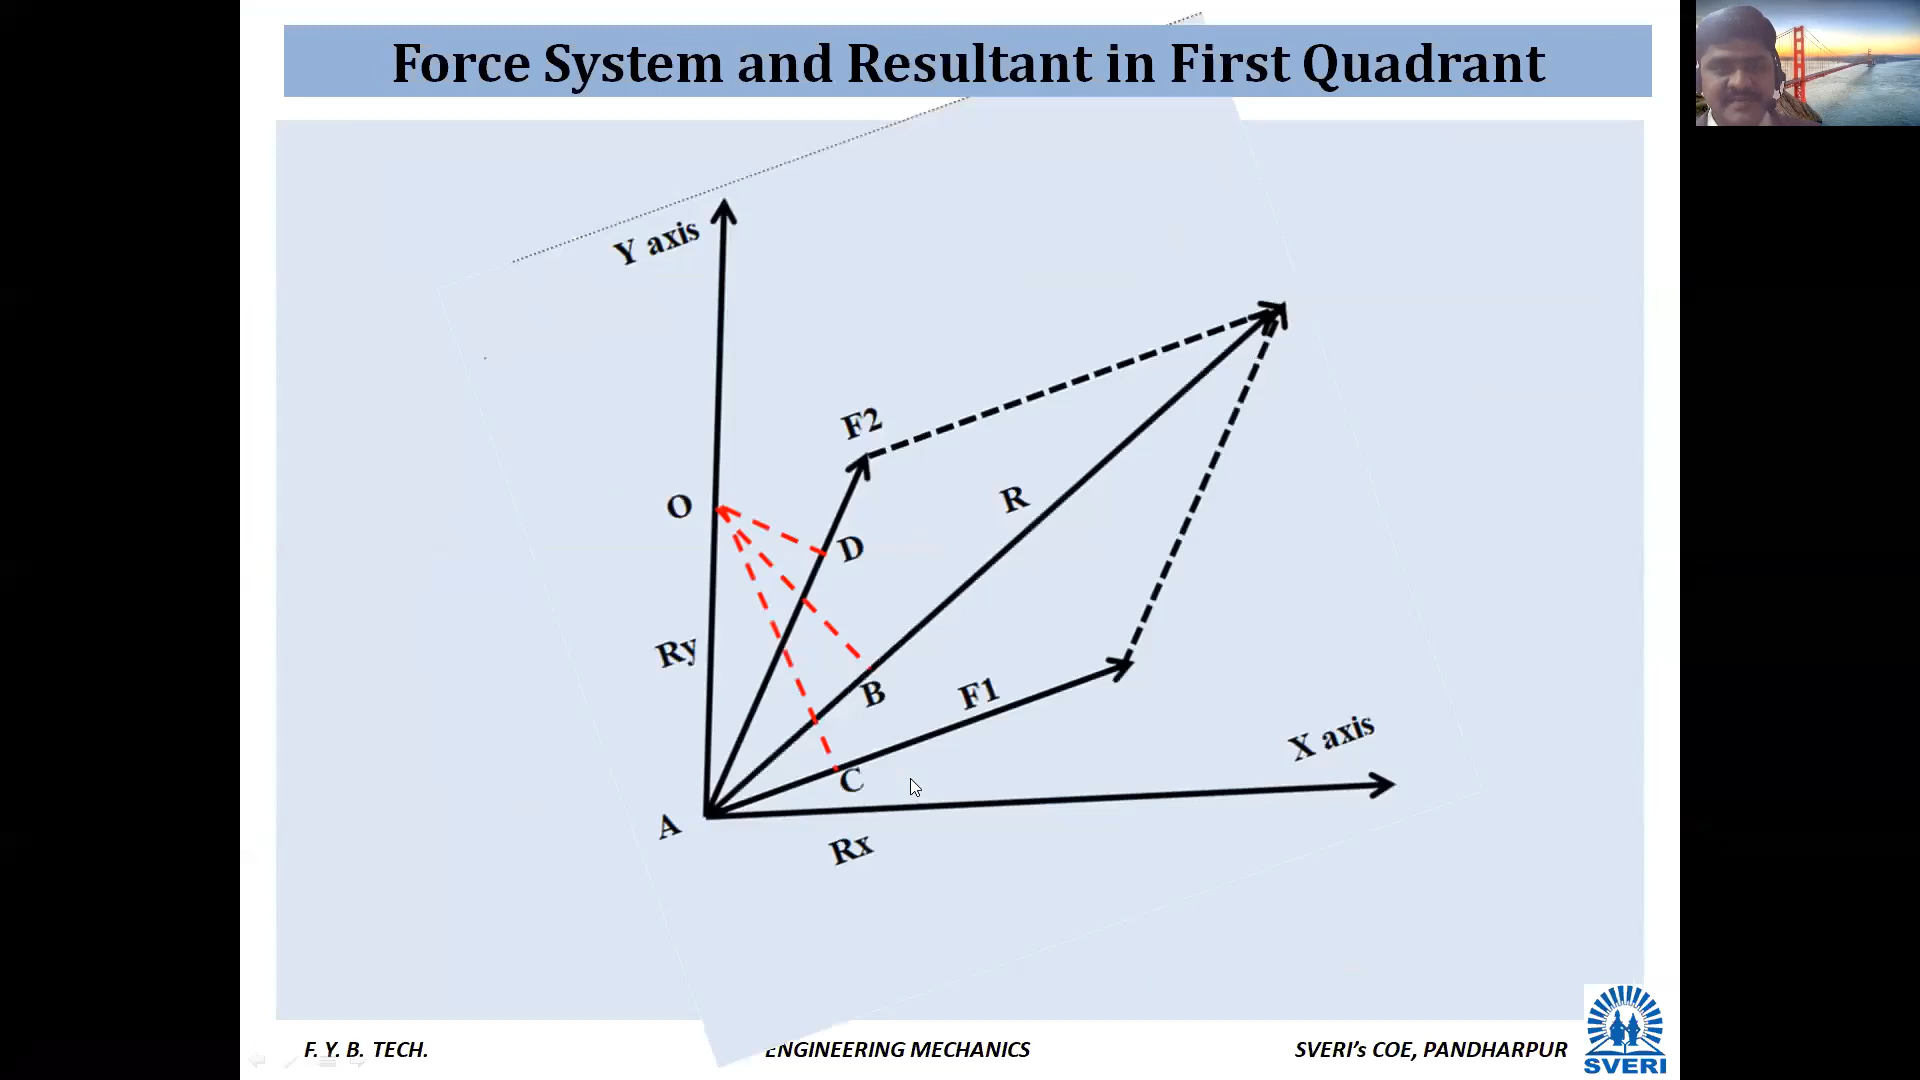 Force System and Resultant in First Quadrant
Y axis
F2
R
O
D
Ry
B
F1
X axis
C
A
Rx
F. Y. B. TECH.
ENGINEERING MECHANICS
SVERI's COE, PANDHARPUR
SVERI